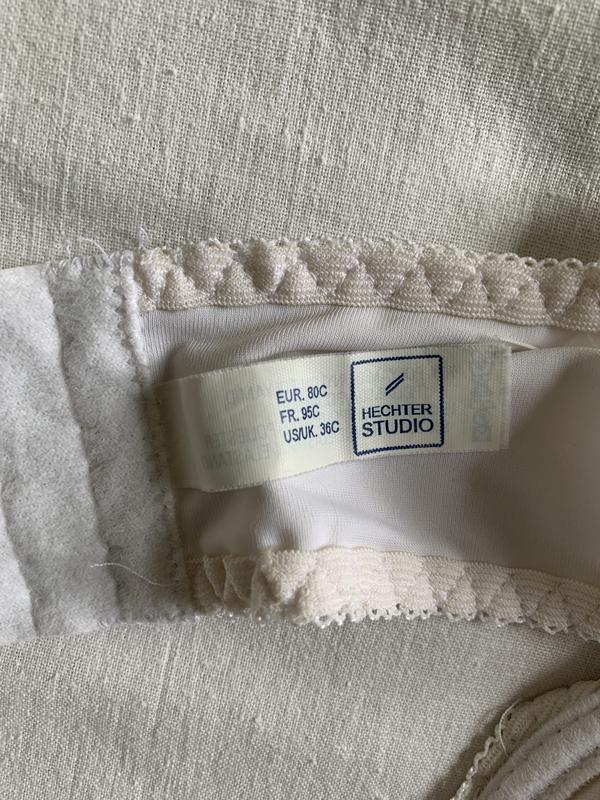 EUR. 80C
FR. 95C
US/UK. 36C
HECHTER
STUDIO